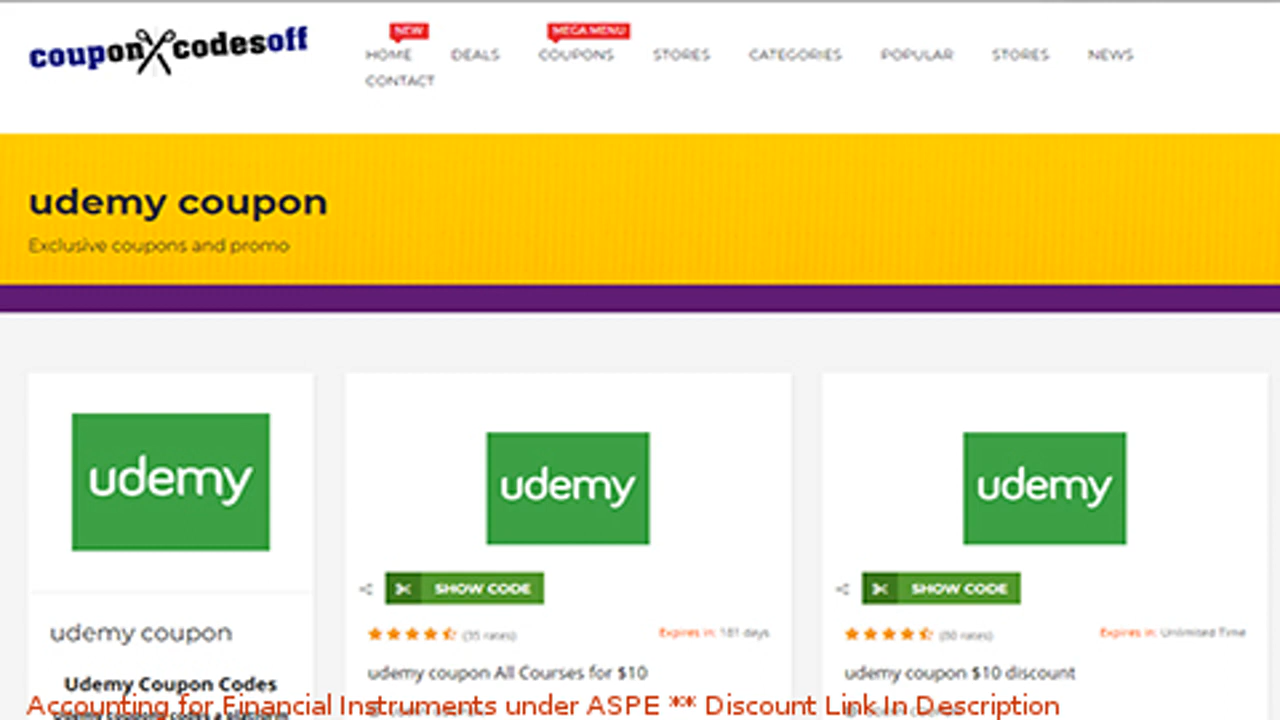 couponXcodesoff
NEW
MEGA MENU
HOME DEALS COUPONS STORES CATEGORIES POPULAR STORES NEWS
CONTACT
udemy coupon
Exclusive coupons and promo
udemy
udemy
udemy
SHOW CODE
SHOW CODE
(35 rates)
Expires in: 181 days
(80 rates)
Expires in: Unlimited Time
udemy coupon
udemy coupon All Courses for $10
udemy coupon $10 discount
Udemy Coupon Codes
Accounting for Financial Instruments under ASPE ** Discount Link In Description